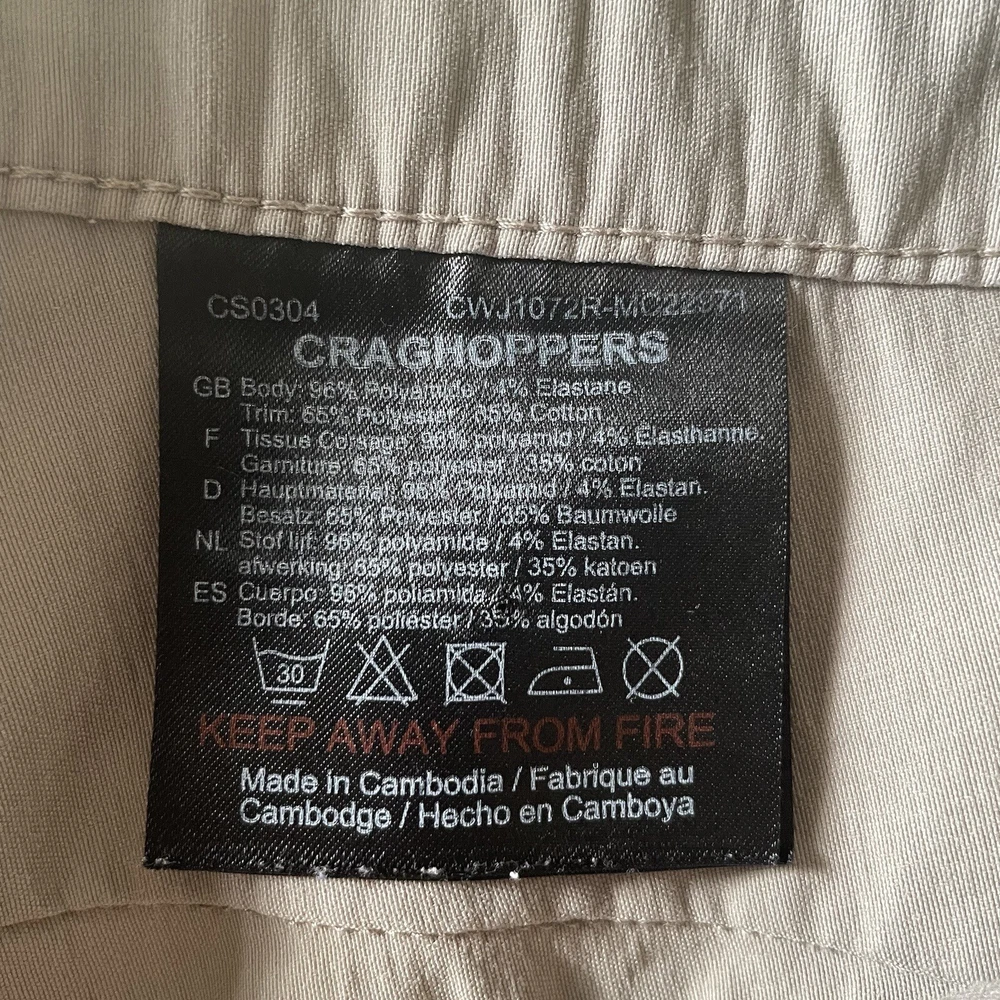 CS0304 CWJ1072R-MC22071
CRAGHOPPERS
GB Body: 96% Polyamide / 4% Elastane.
Trim: 65% Polyester / 35% Cotton
F Tissue Corsage: 96% polyamid / 4% Elasthanne.
Garniture: 65% polyester / 35% coton
D Hauptmaterial: 96% Polyamid / 4% Elastan.
Besatz: 65% Polyester / 35% Baumwolle
NL Stof lijf: 96% polyamide / 4% Elastan.
afwerking: 65% polyester / 35% katoen
ES Cuerpo: 96% poliamida / 4% Elastán.
Borde: 65% poliéster / 35% algodón
30
KEEP AWAY FROM FIRE
Made in Cambodia / Fabrique au
Cambodge / Hecho en Camboya